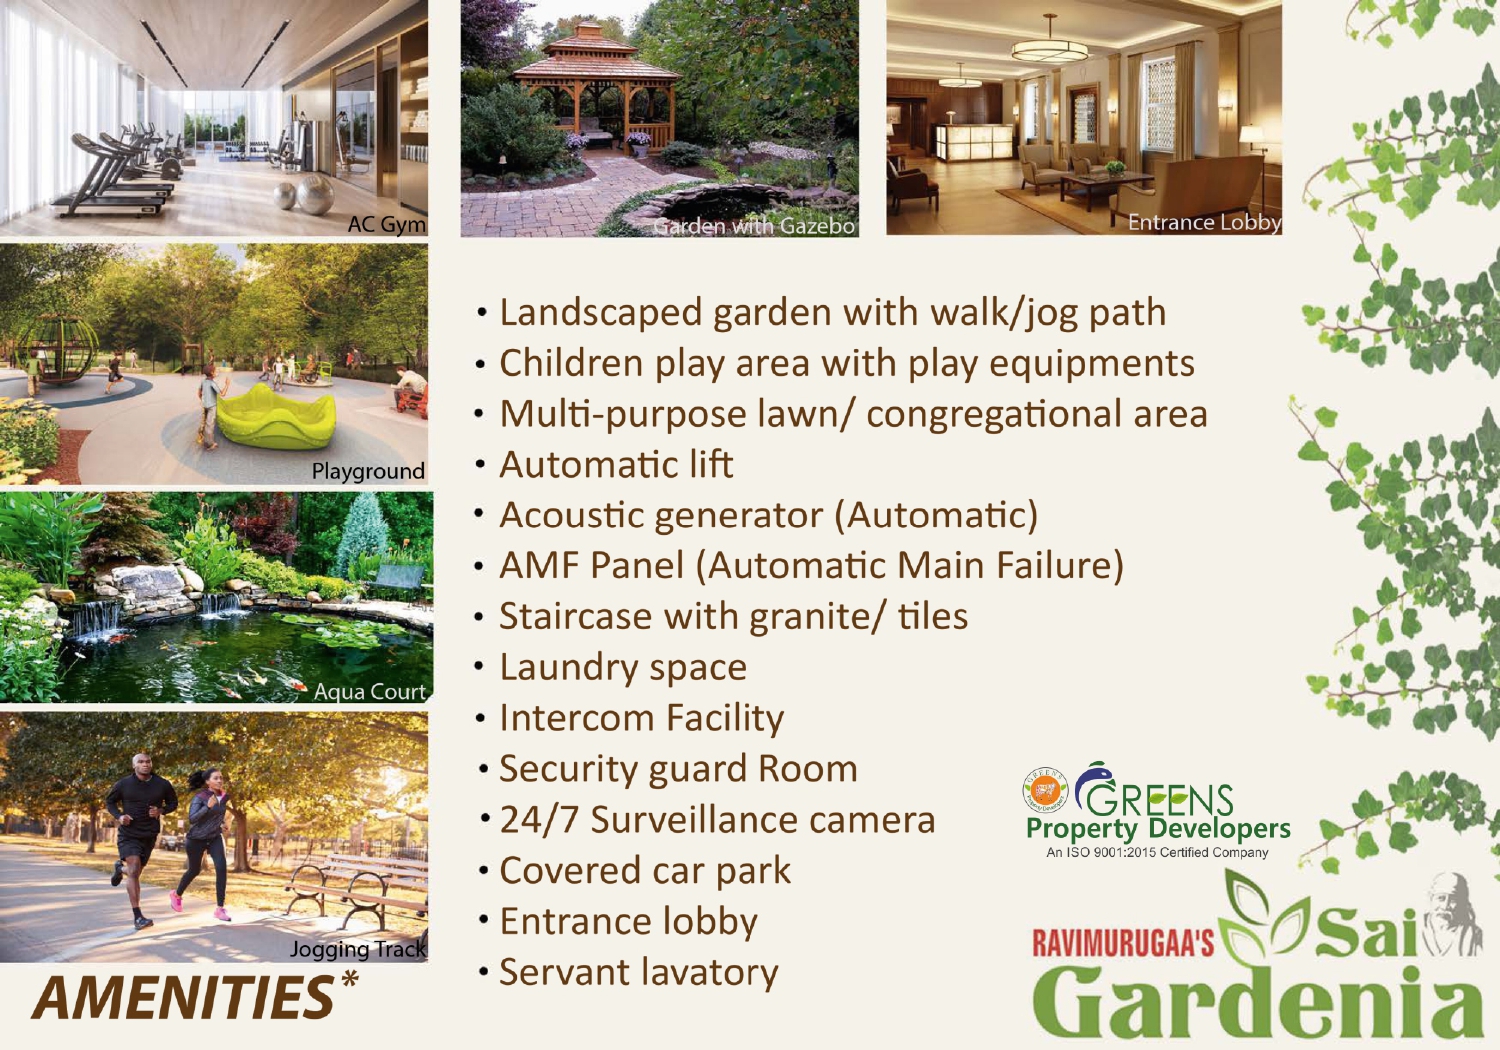 AC Gym
Garden with Gazebo
Entrance Lobby
Playground
Aqua Court
Jogging Track
AMENITIES*
• Landscaped garden with walk/jog path
• Children play area with play equipments
• Multi-purpose lawn/ congregational area
• Automatic lift
• Acoustic generator (Automatic)
• AMF Panel (Automatic Main Failure)
• Staircase with granite/ tiles
• Laundry space
• Intercom Facility
• Security guard Room
• 24/7 Surveillance camera
• Covered car park
• Entrance lobby
• Servant lavatory
GREENS
GREENS
Property Developers
An ISO 9001:2015 Certified Company
RAVIMURUGAA'S Sai
Gardenia